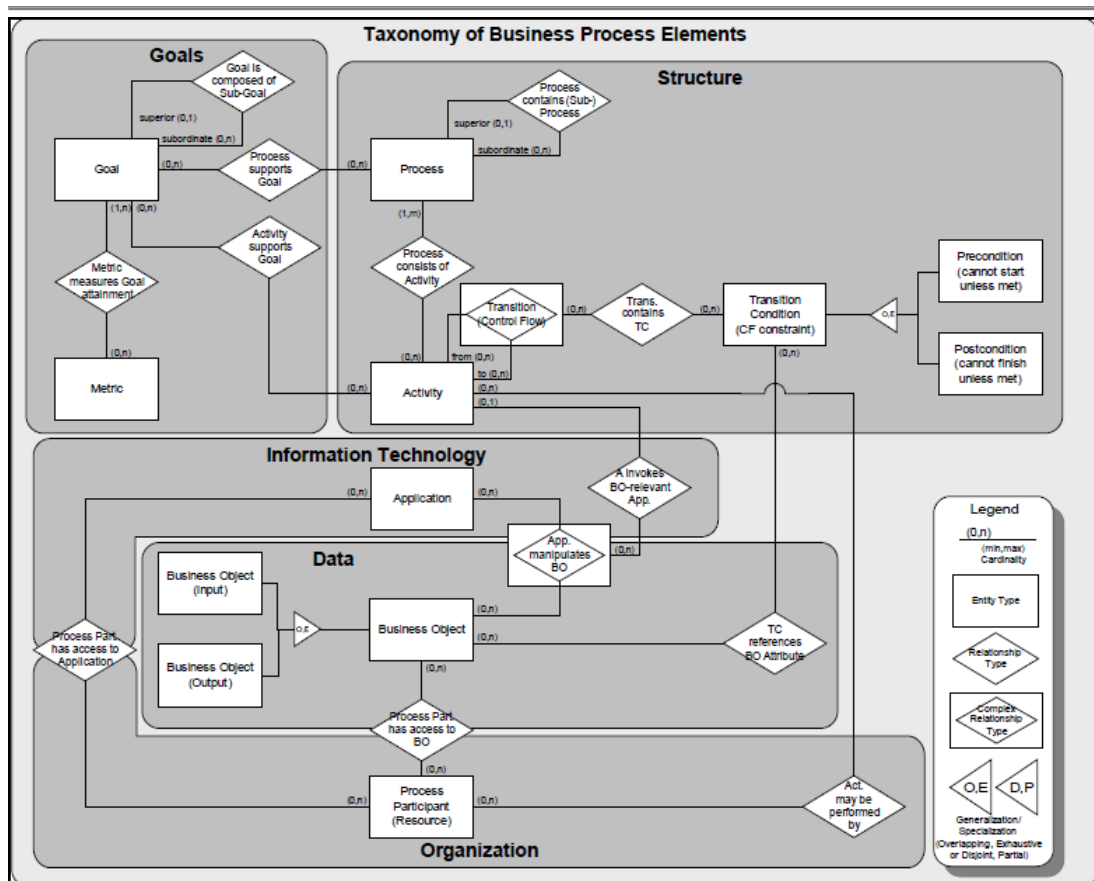 Taxonomy of Business Process Elements
Goals
Goal is
composed of
Sub-Goal
superior (0,1)
subordinate (0,n)
Goal
(0,n)
Process
supports
Goal
(0,n)
(1,n)
(0,n)
Activity
supports
Goal
Metric
measures Goal
attainment
(0,n)
Metric
(0,n)
Structure
Process
contains (Sub-)
Process
superior (0,1)
subordinate (0,n)
Process
(1,m)
Process
consists of
Activity
(0,n)
Transition
(Control Flow)
(0,n)
Trans.
contains
TC
(0,n)
Transition
Condition
(CF constraint)
(0,n)
O,E
Precondition
(cannot start
unless met)
Postcondition
(cannot finish
unless met)
from (0,n)
to (0,n)
Activity
(0,n)
(0,1)
Information Technology
(0,n)
Application
(0,n)
A Invokes
BO-relevant
App.
App.
manipulates
BO
(0,n)
Data
Business Object
(Input)
Business Object
(Output)
O,E
Business Object
(0,n)
(0,n)
(0,n)
TC
references
BO Attribute
Process Part.
has access to
Application
Process Part.
has access to
BO
(0,n)
(0,n)
Process
Participant
(Resource)
(0,n)
Act.
may be
performed
by
Organization
Legend
(0,n)
(min,max)
Cardinality
Entity Type
Relationship
Type
Complex
Relationship
Type
O,E
D,P
Generalization/
Specialization
(Overlapping, Exhaustive
or Disjoint, Partial)